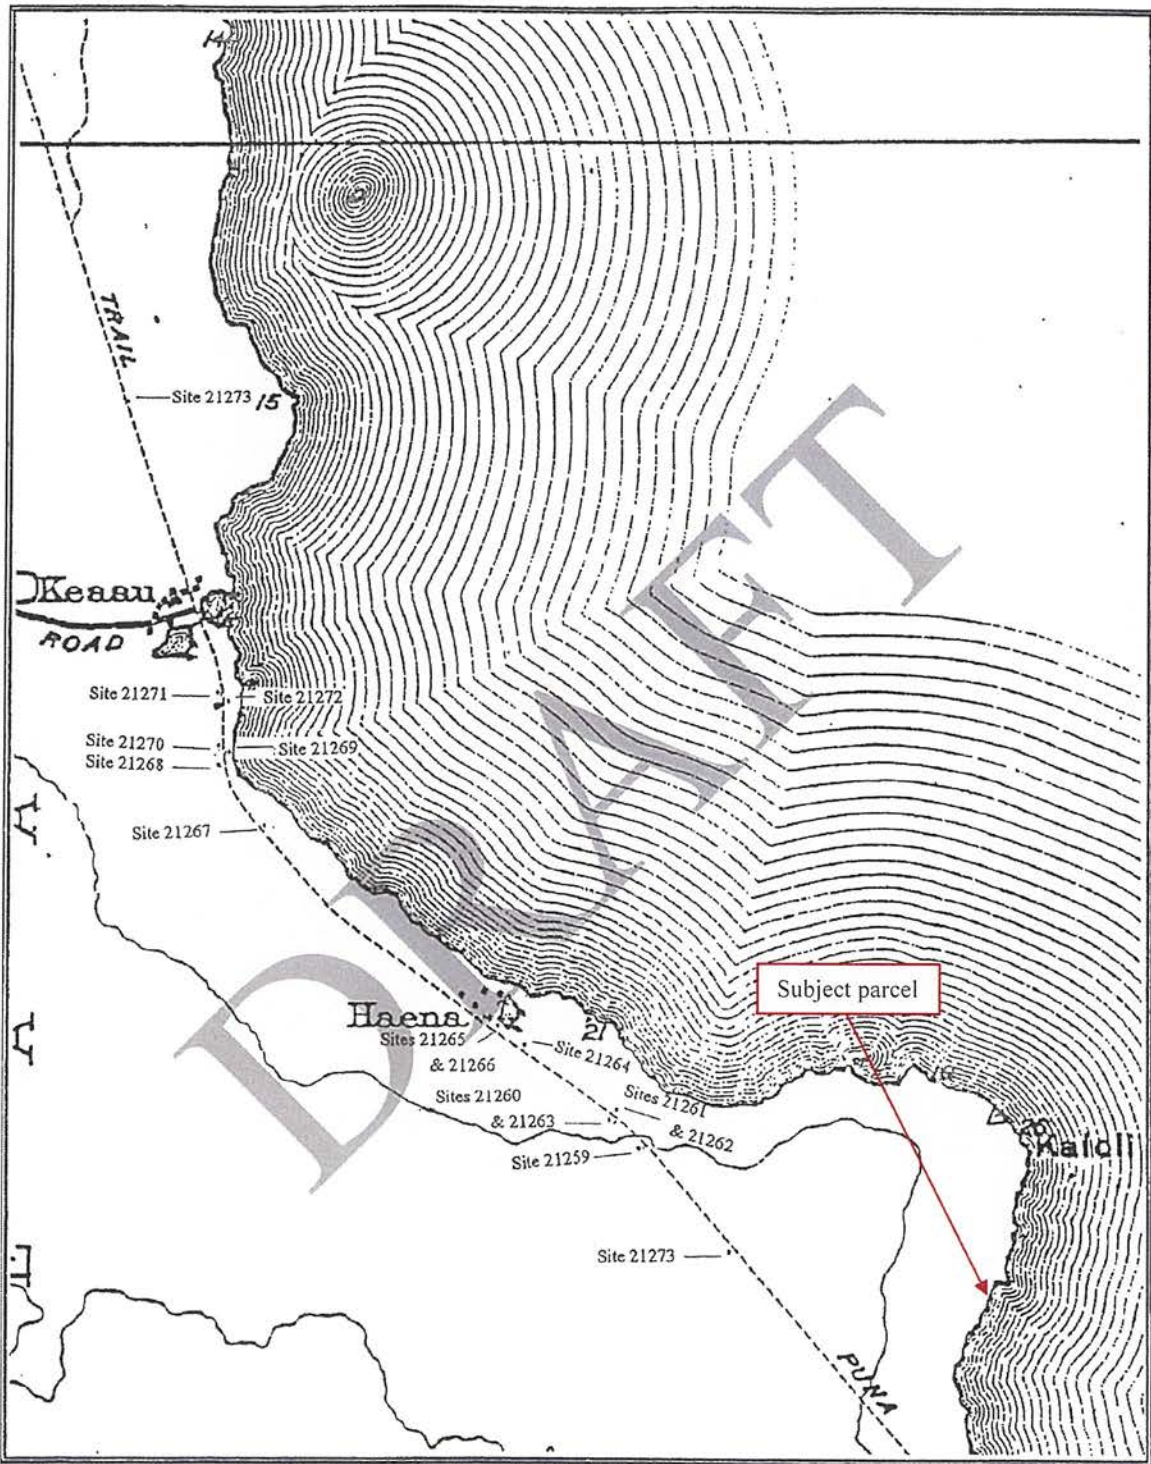 14
TRAIL
Site 21273
15
Keaau
ROAD
Site 21271
Site 21272
Site 21270
Site 21269
Site 21268
Site 21267
DRAFT
Subject parcel
Haena
21
Sites 21265
& 21266
Site 21264
Sites 21260
& 21263
Sites 21261
& 21262
Site 21259
Kaloli
Site 21273
PUNA